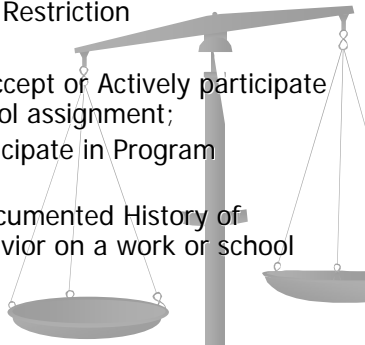 Restriction
ccept or Actively participate
ol assignment;
cipate in Program
cumented History of
vior on a work or school